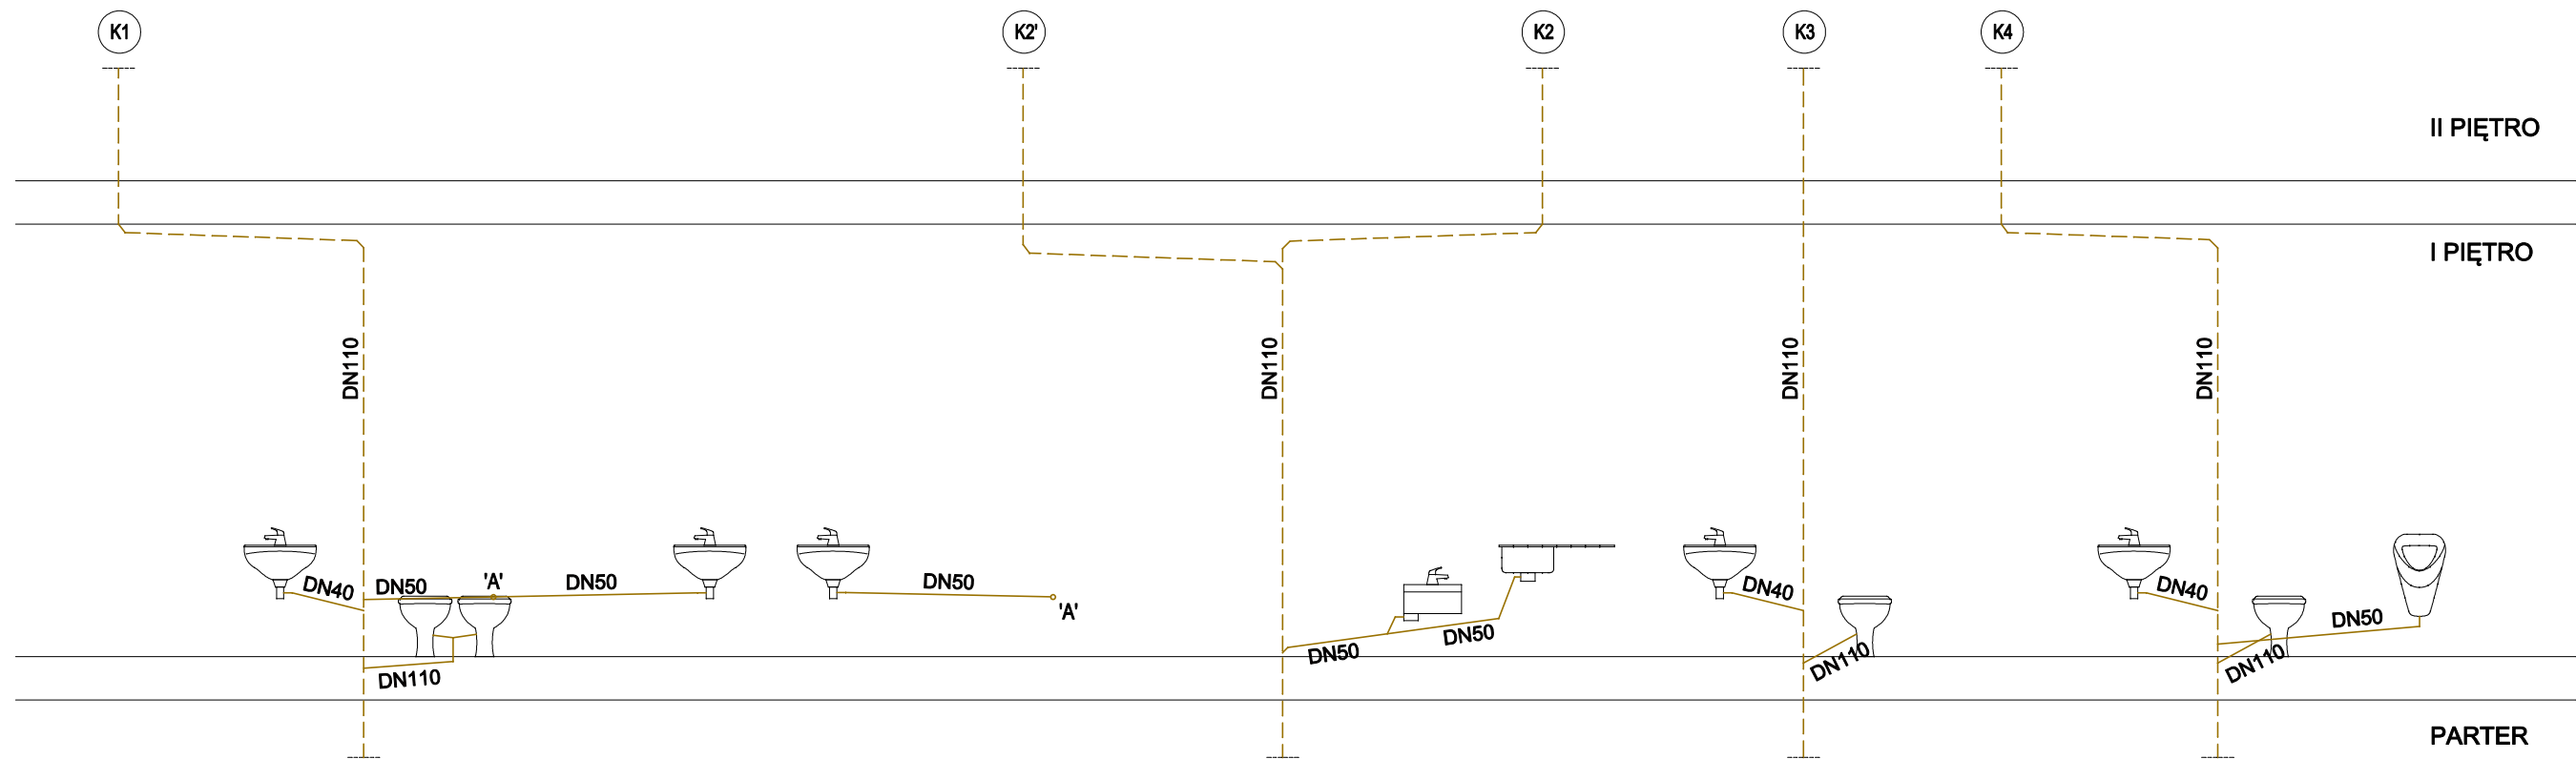 K1
K2'
K2
K3
K4
II PIĘTRO
I PIĘTRO
DN110
DN110
DN110
DN110
DN40
DN50
'A'
DN50
DN50
'A'
DN110
DN50
DN50
DN40
DN110
DN40
DN50
DN110
PARTER